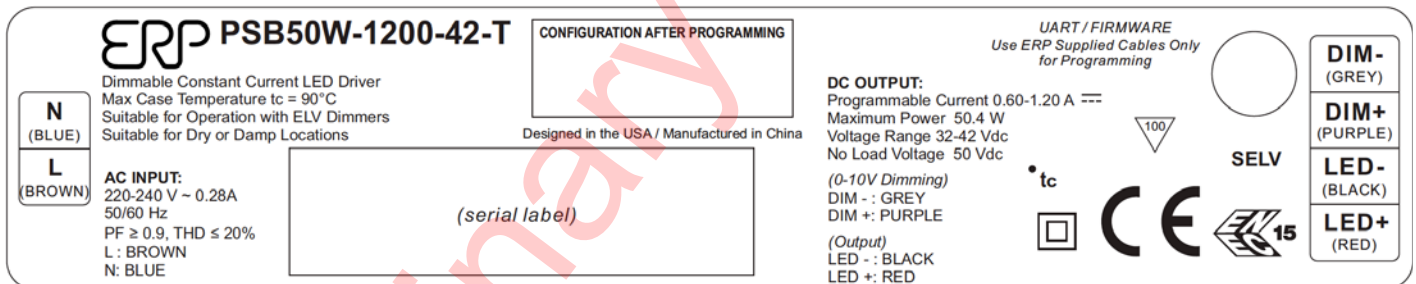 N
(BLUE)
L
(BROWN)
ERP PSB50W-1200-42-T
Dimmable Constant Current LED Driver
Max Case Temperature tc = 90°C
Suitable for Operation with ELV Dimmers
Suitable for Dry or Damp Locations
AC INPUT:
220-240 V ~ 0.28A
50/60 Hz
PF ≥ 0.9, THD ≤ 20%
L : BROWN
N: BLUE
CONFIGURATION AFTER PROGRAMMING
Designed in the USA / Manufactured in China
(serial label)
UART / FIRMWARE
Use ERP Supplied Cables Only
for Programming
DC OUTPUT:
Programmable Current 0.60-1.20 A
Maximum Power 50.4 W
Voltage Range 32-42 Vdc
No Load Voltage 50 Vdc
(0-10V Dimming)
DIM - : GREY
DIM +: PURPLE
(Output)
LED - : BLACK
LED +: RED
100
SELV
tc
CE
ENEC 15
DIM-
(GREY)
DIM+
(PURPLE)
LED-
(BLACK)
LED+
(RED)
inary